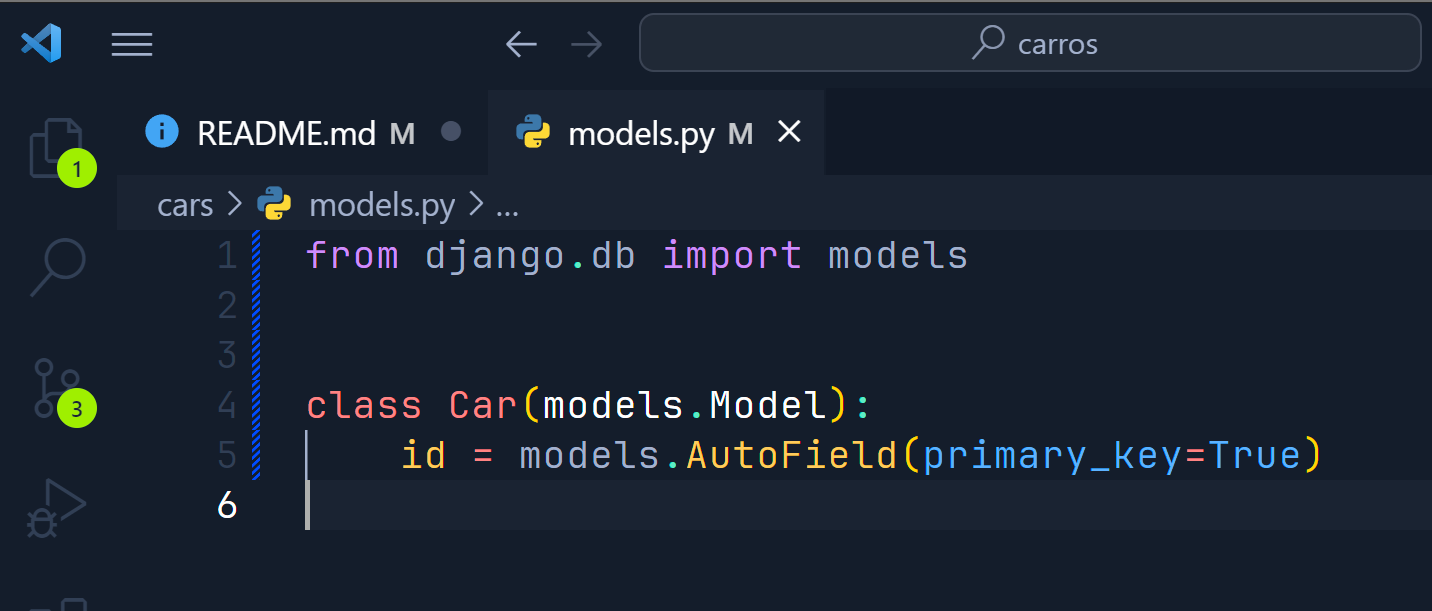 carros
README.md M
models.py M
1
cars > models.py > ...
1 from django.db import models
2
3
3
4 class Car(models.Model):
5     id = models.AutoField(primary_key=True)
6